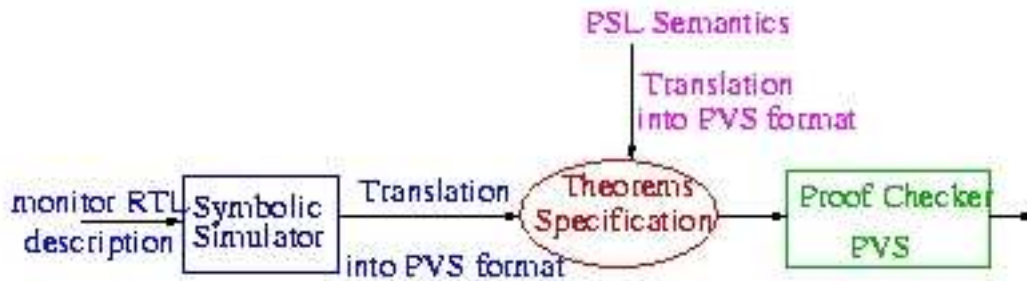 PSL Semantics
Translation
into PVS format
monitor RTL
description
Symbolic
Simulator
Translation
into PVS format
Theorems
Specification
Proof Checker
PVS